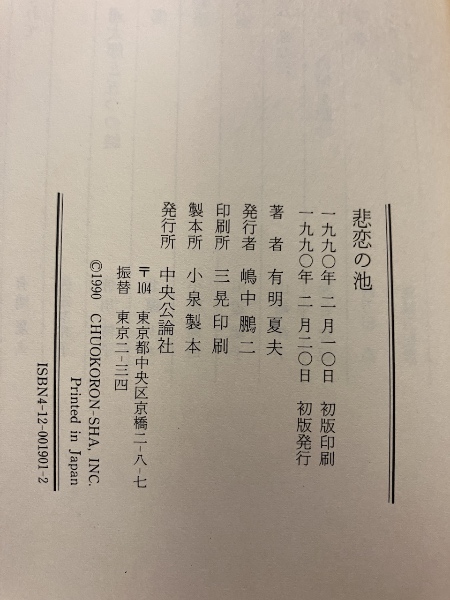 悲恋の池
一九九〇年 二 月一〇日 初版印刷
一九九〇年 二 月二〇日 初版発行
著 者 有 明 夏 夫
発行者 嶋 中 鵬 二
印刷所 三 晃 印 刷
製本所 小 泉 製 本
発行所 中央公論社
〒104 東京都中央区京橋二-八-七
振替 東京二-三四
©1990 CHUOKORON-SHA, INC.
Printed in Japan
ISBN4-12-001901-2